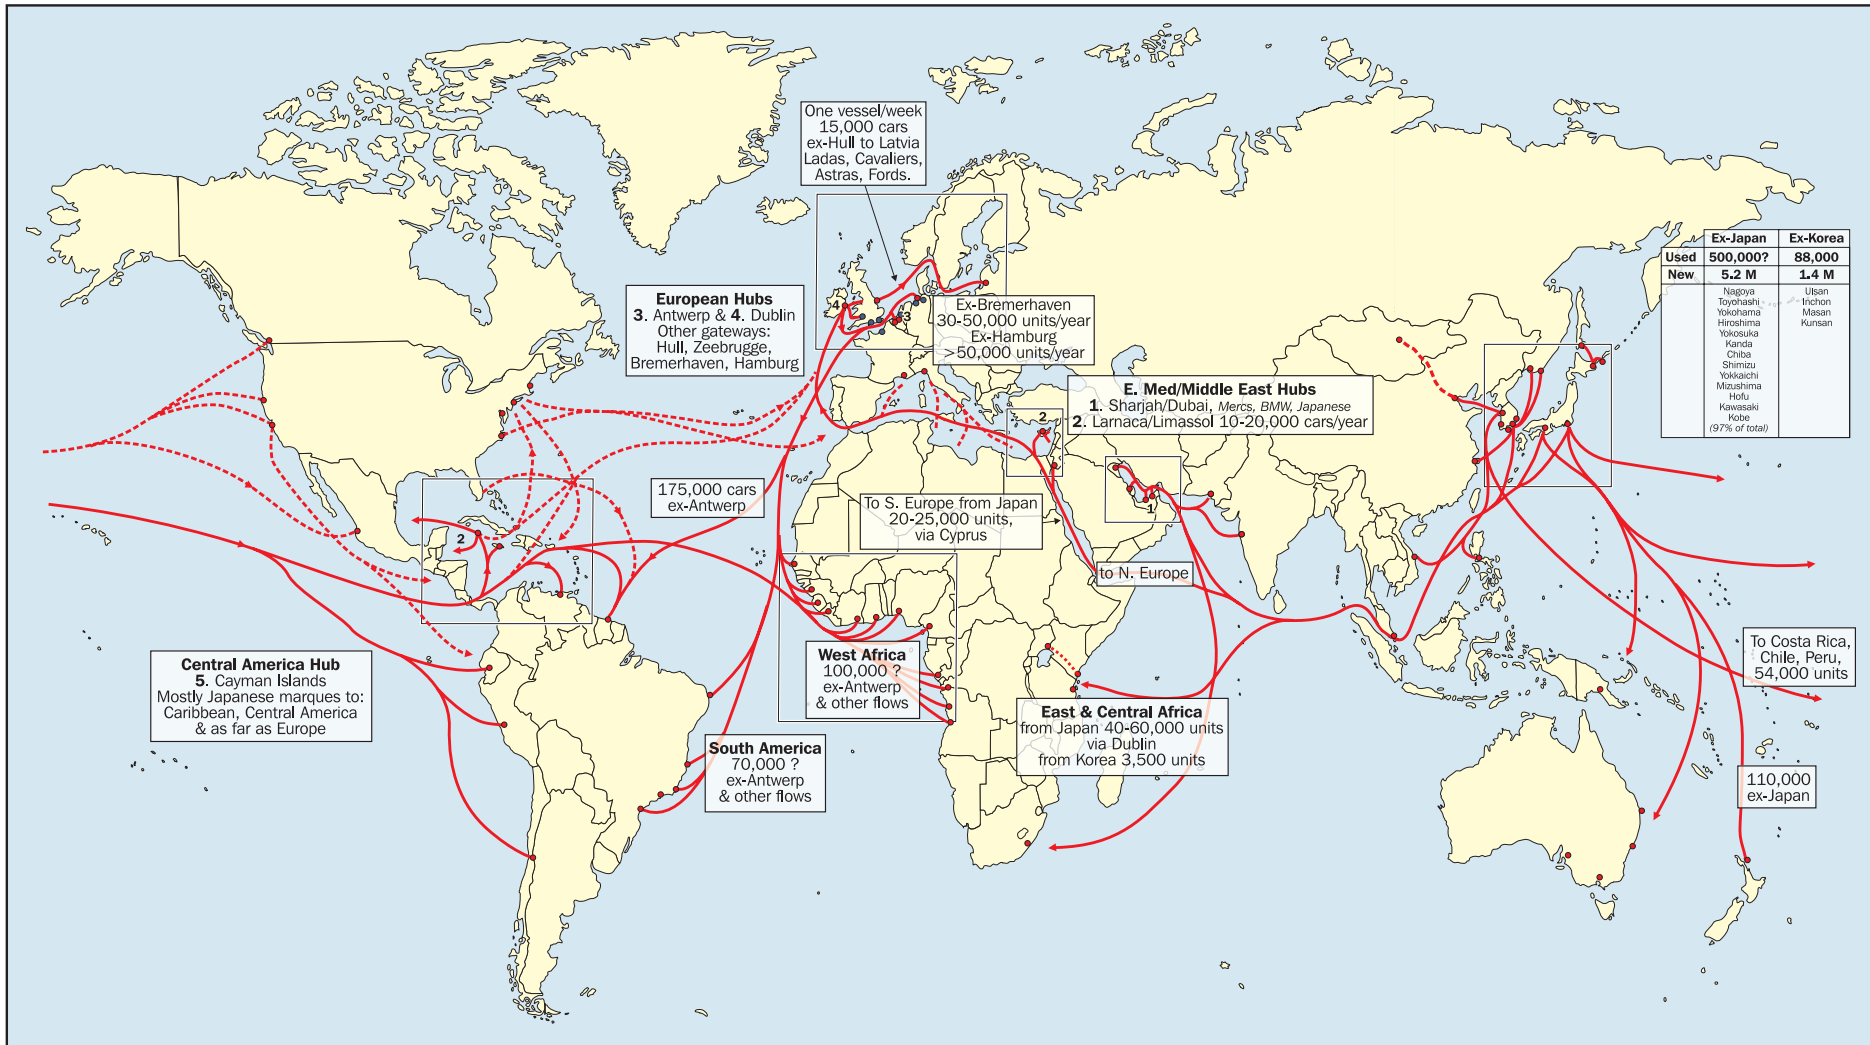 One vessel/week
15,000 cars
ex-Hull to Latvia
Ladas, Cavaliers,
Astras, Fords.
European Hubs
3. Antwerp & 4. Dublin
Other gateways:
Hull, Zeebrugge,
Bremerhaven, Hamburg
4
3
Ex-Bremerhaven
30-50,000 units/year
Ex-Hamburg
>50,000 units/year
E. Med/Middle East Hubs
1. Sharjah/Dubai, Mercs, BMW, Japanese
2. Larnaca/Limassol 10-20,000 cars/year
2
1
Ex-Japan Ex-Korea
Used 500,000? 88,000
New 5.2 M 1.4 M
Nagoya Ulsan
Toyohashi Inchon
Yokohama Masan
Hiroshima Kunsan
Yokosuka
Kanda
Chiba
Shimizu
Yokkaichi
Mizushima
Hofu
Kawasaki
Kobe
(97% of total)
175,000 cars
ex-Antwerp
To S. Europe from Japan
20-25,000 units,
via Cyprus
to N. Europe
2
Central America Hub
5. Cayman Islands
Mostly Japanese marques to:
Caribbean, Central America
& as far as Europe
West Africa
100,000 ?
ex-Antwerp
& other flows
South America
70,000 ?
ex-Antwerp
& other flows
East & Central Africa
from Japan 40-60,000 units
via Dublin
from Korea 3,500 units
To Costa Rica,
Chile, Peru,
54,000 units
110,000
ex-Japan